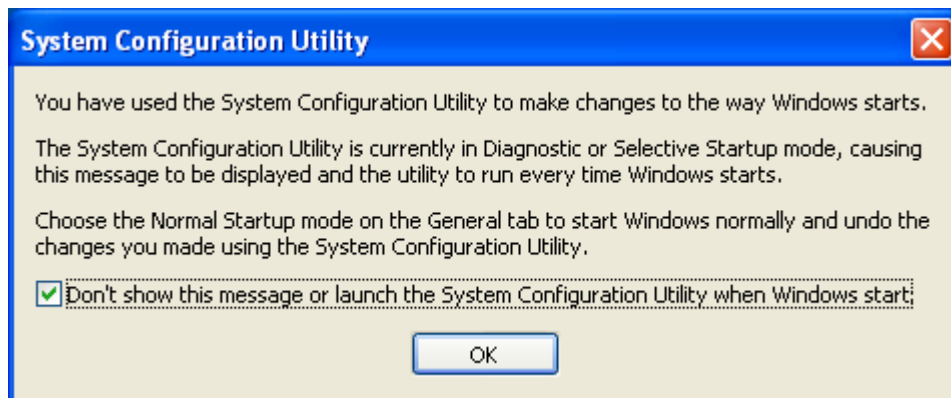 System Configuration Utility
You have used the System Configuration Utility to make changes to the way Windows starts.
The System Configuration Utility is currently in Diagnostic or Selective Startup mode, causing
this message to be displayed and the utility to run every time Windows starts.
Choose the Normal Startup mode on the General tab to start Windows normally and undo the
changes you made using the System Configuration Utility.
Don't show this message or launch the System Configuration Utility when Windows start
OK